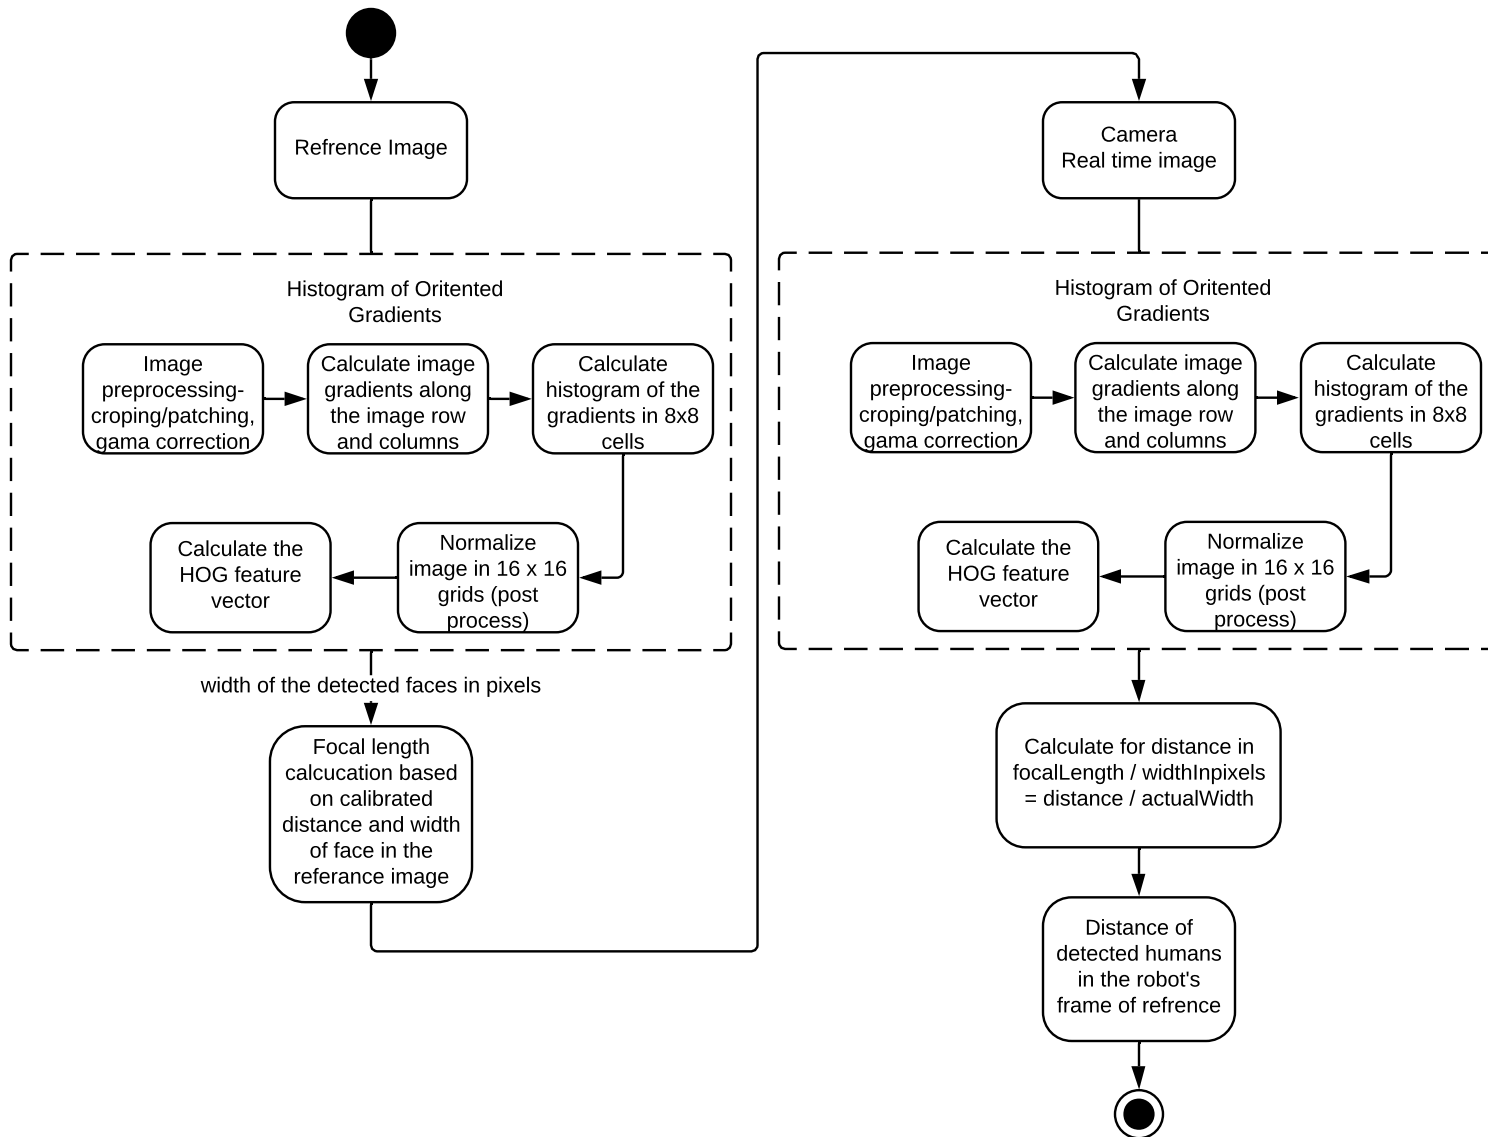 Refrence Image
Histogram of Oritented
Gradients
Image
preprocessing-
croping/patching,
gama correction
Calculate image
gradients along
the image row
and columns
Calculate
histogram of the
gradients in 8x8
cells
Normalize
image in 16 x 16
grids (post
process)
Calculate the
HOG feature
vector
width of the detected faces in pixels
Focal length
calcucation based
on calibrated
distance and width
of face in the
referance image
Camera
Real time image
Histogram of Oritented
Gradients
Image
preprocessing-
croping/patching,
gama correction
Calculate image
gradients along
the image row
and columns
Calculate
histogram of the
gradients in 8x8
cells
Normalize
image in 16 x 16
grids (post
process)
Calculate the
HOG feature
vector
Calculate for distance in
focalLength / widthInpixels
= distance / actualWidth
Distance of
detected humans
in the robot's
frame of refrence